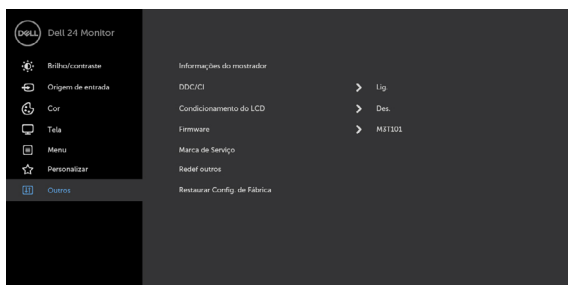 DELL Dell 24 Monitor
Brilho/contraste Informações do mostrador
Origem de entrada DDC/CI Lig.
Cor Condicionamento do LCD Des.
Tela Firmware M3T101
Menu Marca de Serviço
Personalizar Redef outros
Outros Restaurar Config. de Fábrica